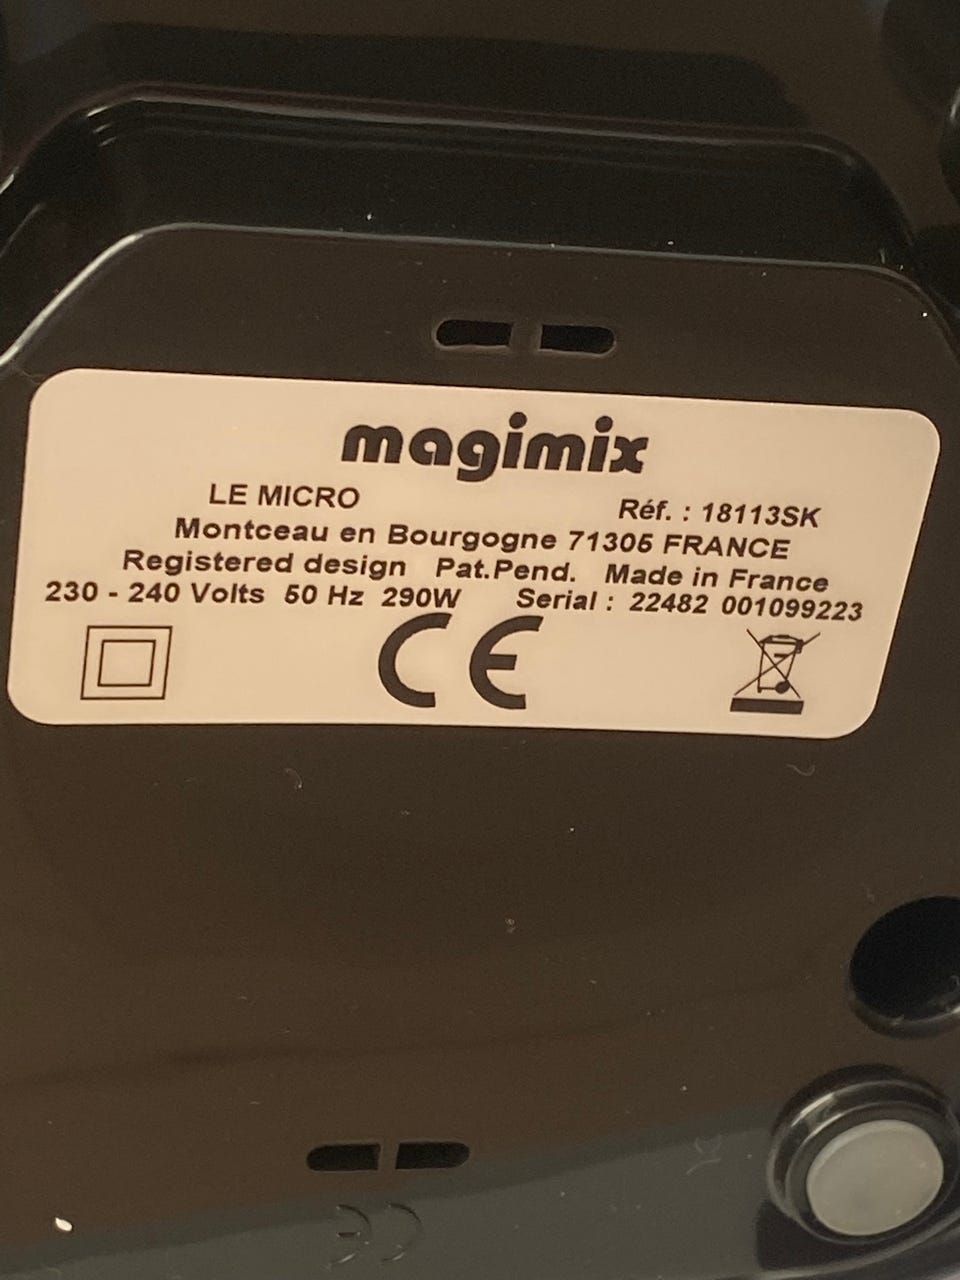 magimix
LE MICRO Réf. : 18113SK
Montceau en Bourgogne 71305 FRANCE
Registered design Pat.Pend. Made in France
230 - 240 Volts 50 Hz 290W Serial : 22482 001099223
CE